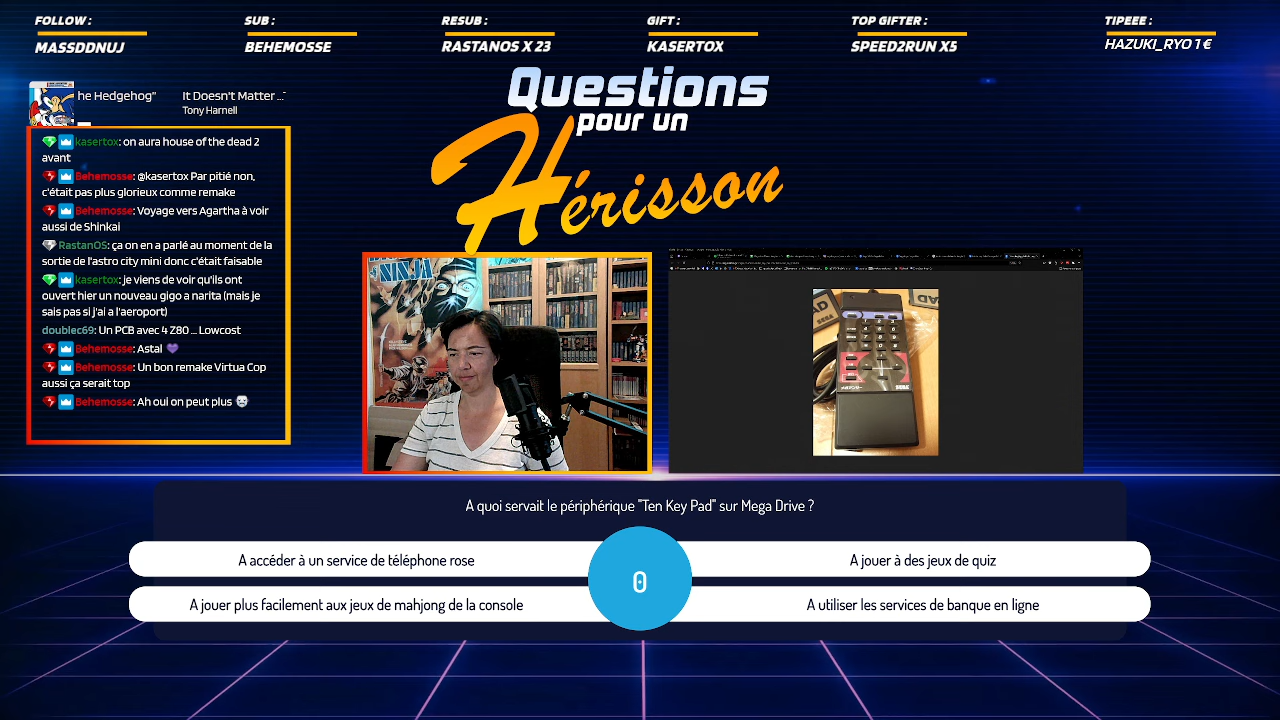 FOLLOW :
SUB :
RESUB :
GIFT :
TOP GIFTER :
TIPEEE :
MASSDDNUJ
BEHEMOSSE
RASTANOS X 23
KASERTOX
SPEED2RUN X5
HAZUKI_RYO 1 €
he Hedgehog"
It Doesn't Matter ..."
Tony Harnell
Questions
pour un
Hérisson
kasertox: on aura house of the dead 2
avant
Behemosse: @kasertox Par pitié non,
c'était pas plus glorieux comme remake
Behemosse: Voyage vers Agartha à voir
aussi de Shinkai
RastanOS: ça on en a parlé au moment de la
sortie de l'astro city mini donc c'était faisable
kasertox: je viens de voir qu'ils ont
ouvert hier un nouveau gigo a narita (mais je
sais pas si j'ai a l'aeroport)
doublec69: Un PCB avec 4 Z80 ... Lowcost
Behemosse: Astal
Behemosse: Un bon remake Virtua Cop
aussi ça serait top
Behemosse: Ah oui on peut plus
NINJA
SEGA
A quoi servait le périphérique "Ten Key Pad" sur Mega Drive ?
A accéder à un service de téléphone rose
A jouer à des jeux de quiz
0
A jouer plus facilement aux jeux de mahjong de la console
A utiliser les services de banque en ligne